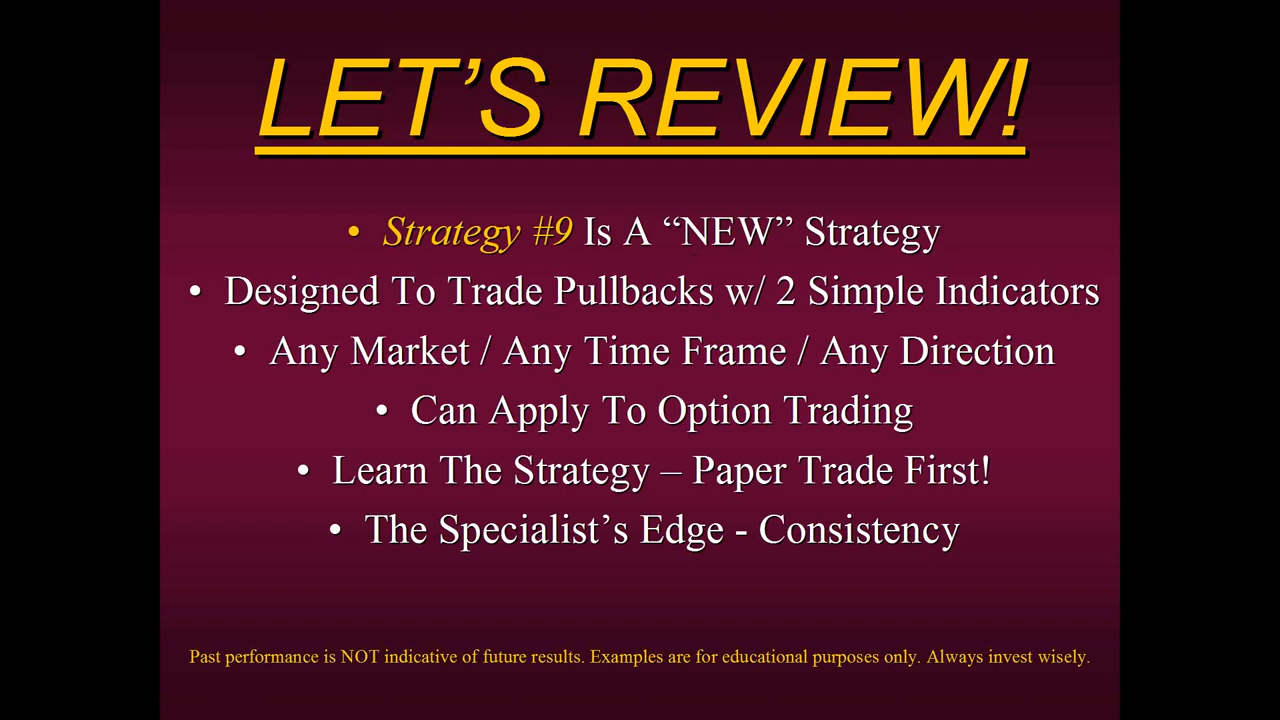 LET’S REVIEW!
• Strategy #9 Is A “NEW” Strategy
• Designed To Trade Pullbacks w/ 2 Simple Indicators
• Any Market / Any Time Frame / Any Direction
• Can Apply To Option Trading
• Learn The Strategy – Paper Trade First!
• The Specialist’s Edge - Consistency
Past performance is NOT indicative of future results. Examples are for educational purposes only. Always invest wisely.